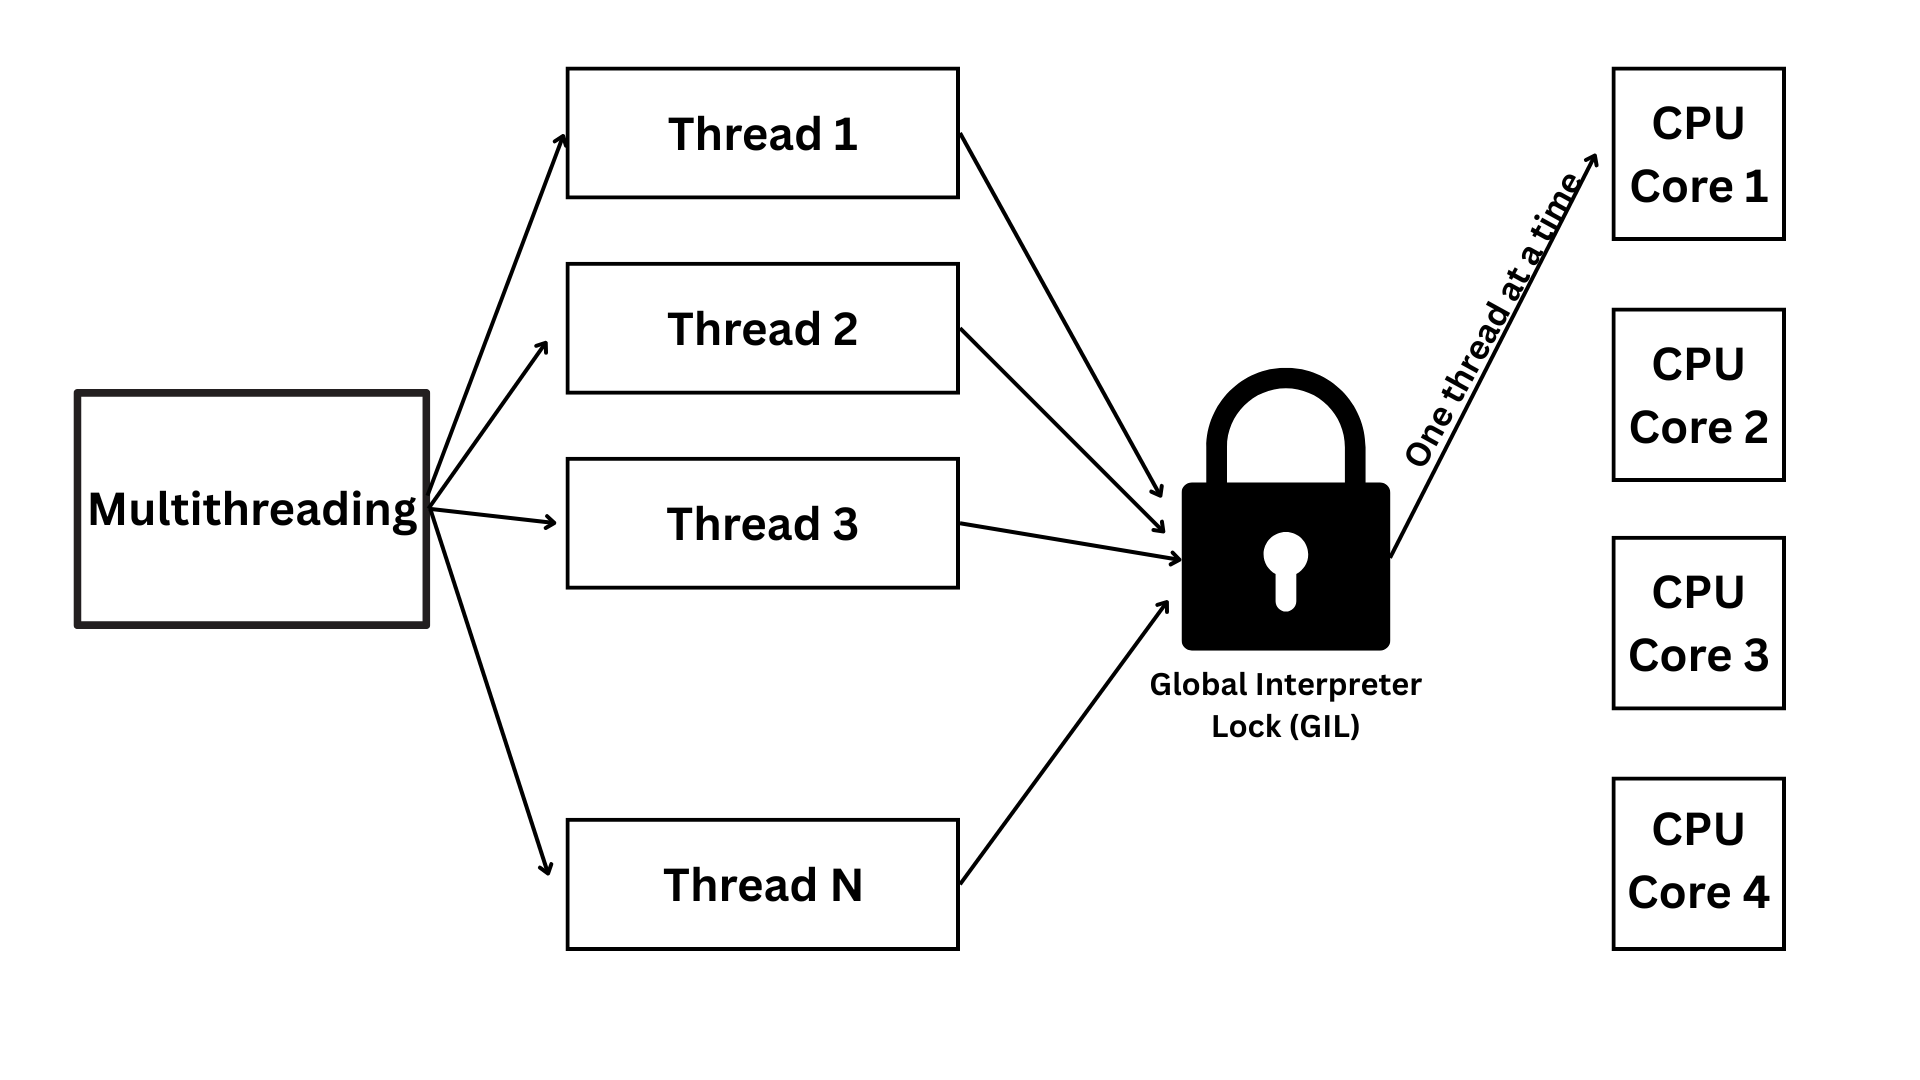 Multithreading
Thread 1
Thread 2
Thread 3
Thread N
Global Interpreter
Lock (GIL)
One thread at a time
CPU
Core 1
CPU
Core 2
CPU
Core 3
CPU
Core 4